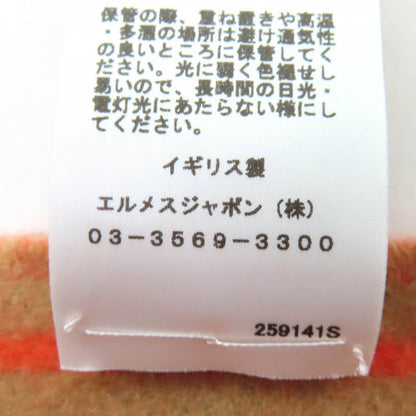 保管の際、重ね置きや高温
・多湿の場所は避け通気性
の良いところに保管してく
ださい。光に弱く色褪せし
易いので、長時間の日光・
電灯光にあたらない様にし
てください。
イギリス製
エルメスジャポン（株）
03-3569-3300
259141S